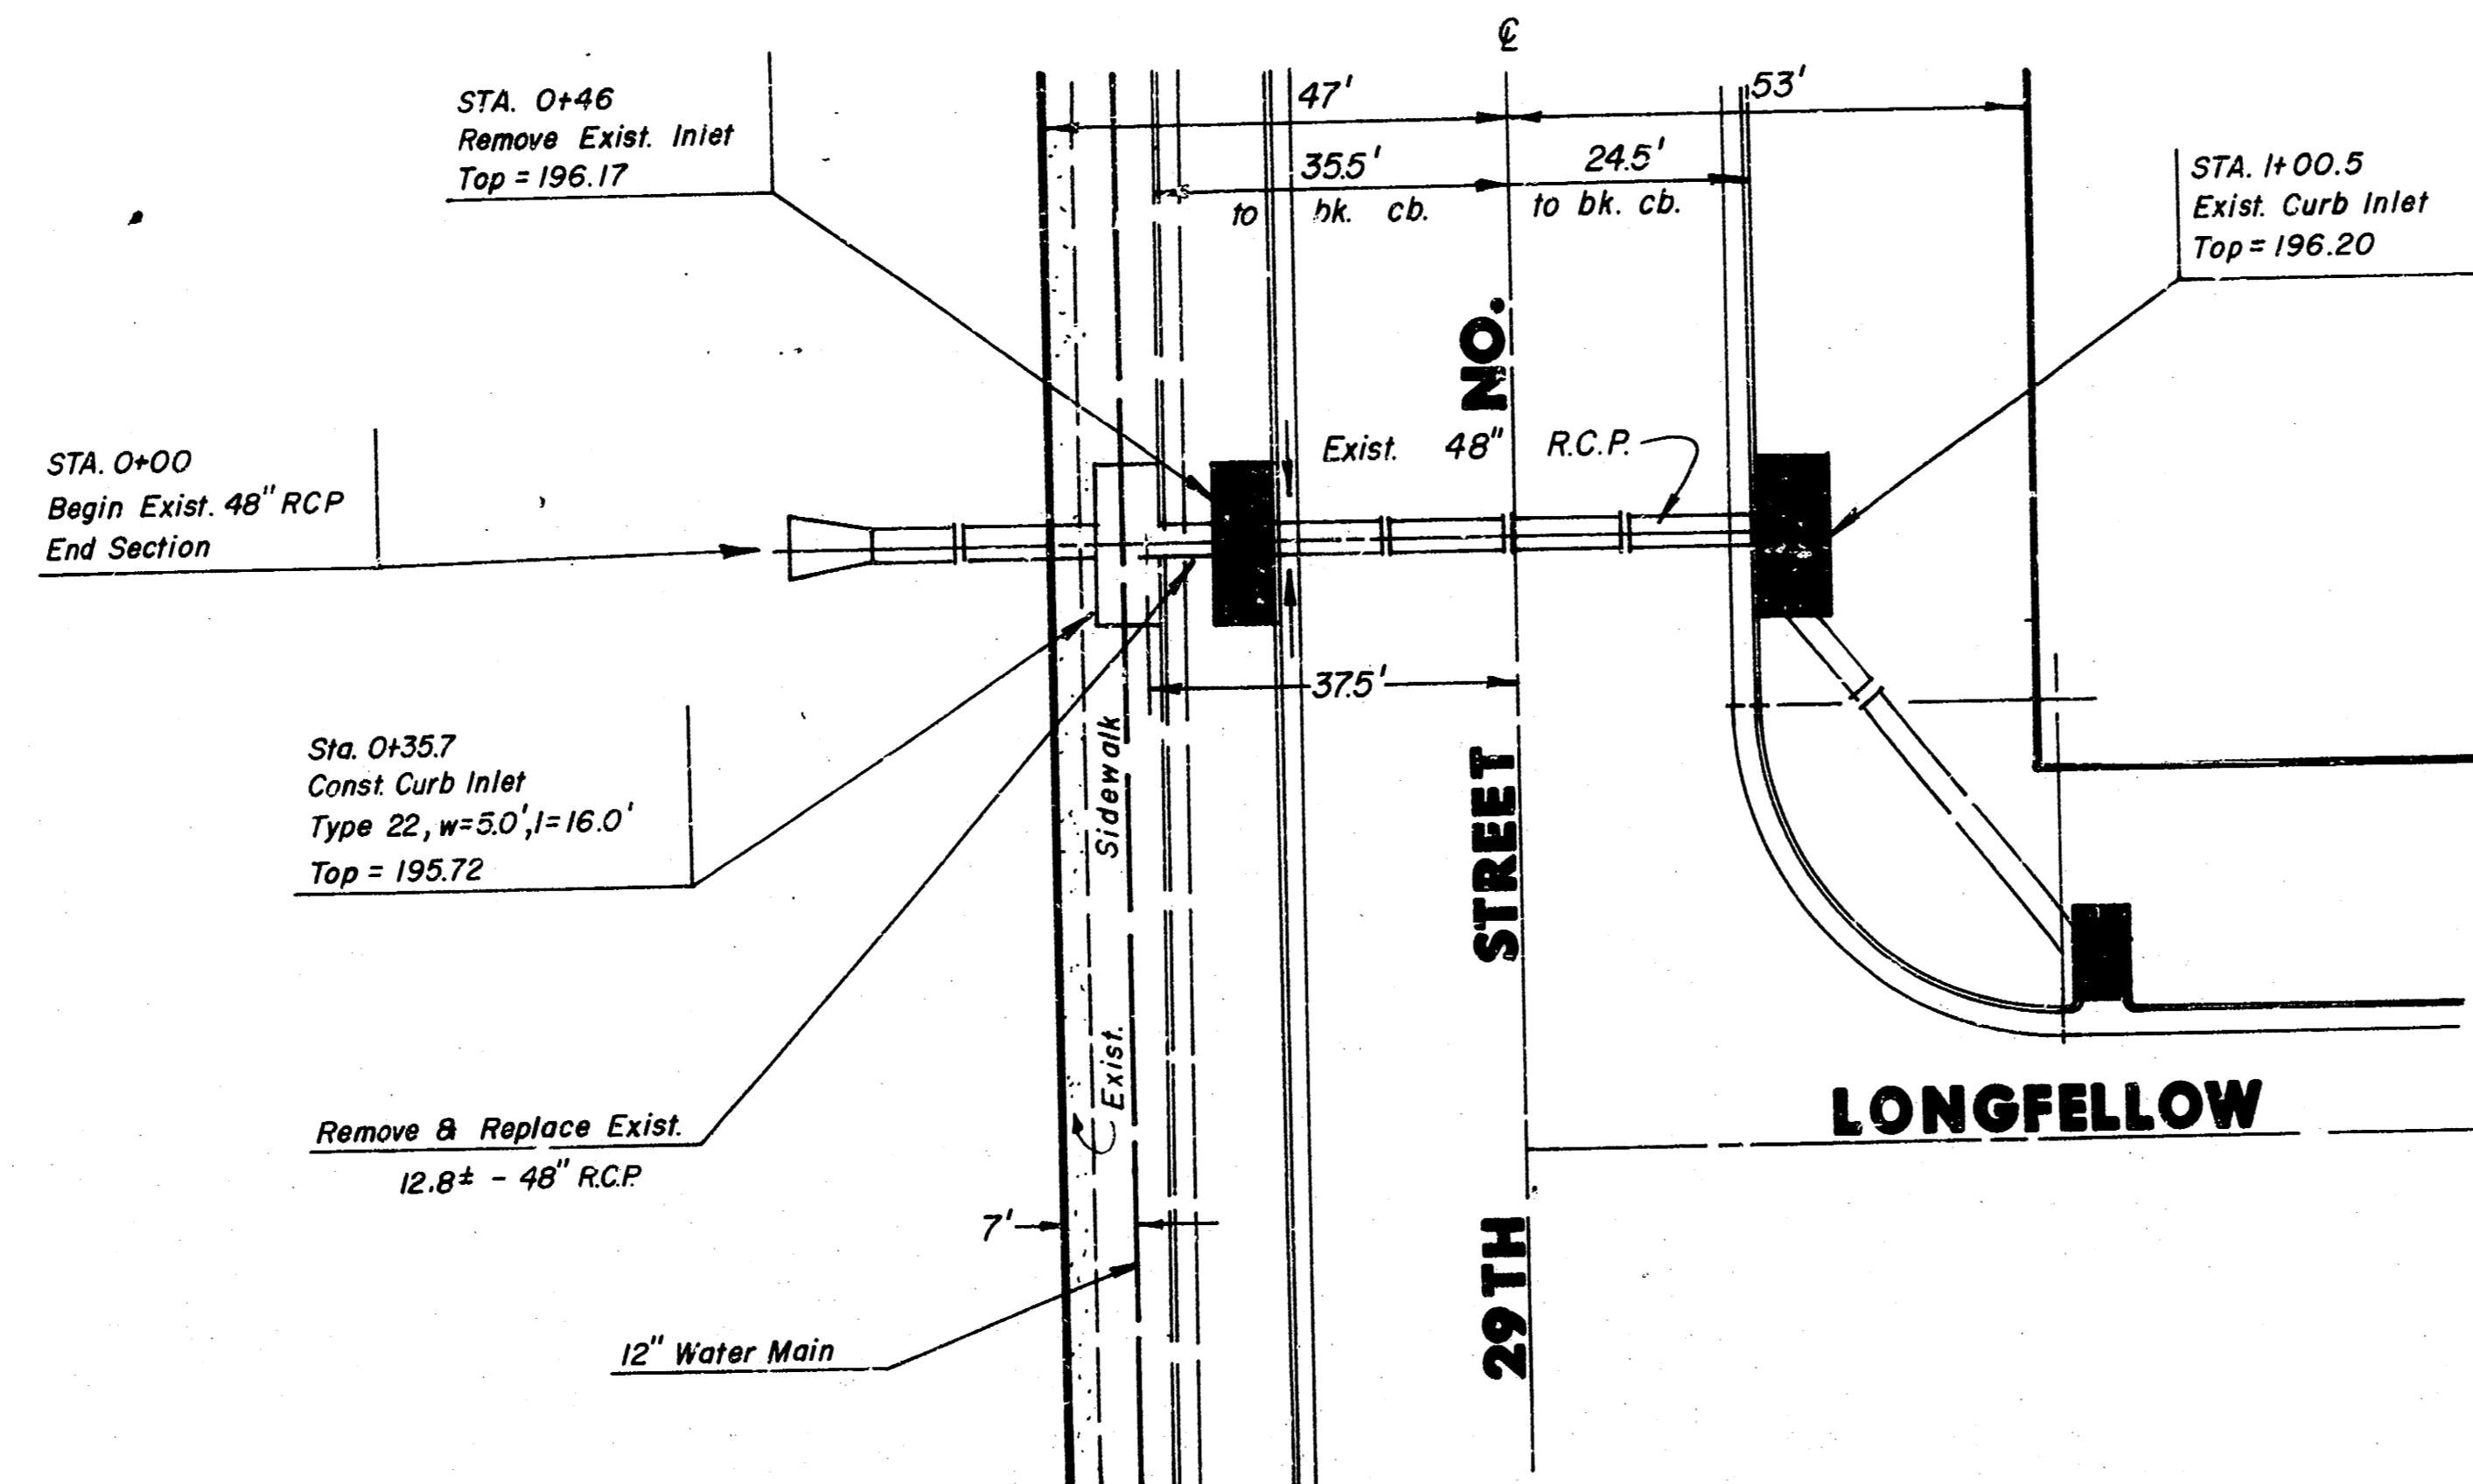 ℄
47'
53'
35.5'
24.5'
to bk. cb.
to bk. cb.
STA. 0+46
Remove Exist. Inlet
Top = 196.17
STA. 1+00.5
Exist. Curb Inlet
Top = 196.20
STA. 0+00
Begin Exist. 48" RCP
End Section
Exist. 48" R.C.P.
37.5'
Sta. 0+35.7
Const. Curb Inlet
Type 22, w=5.0', l=16.0'
Top = 195.72
Exist. Sidewalk
29TH STREET NO.
LONGFELLOW
Remove & Replace Exist.
12.8± - 48" R.C.P.
7'
12" Water Main